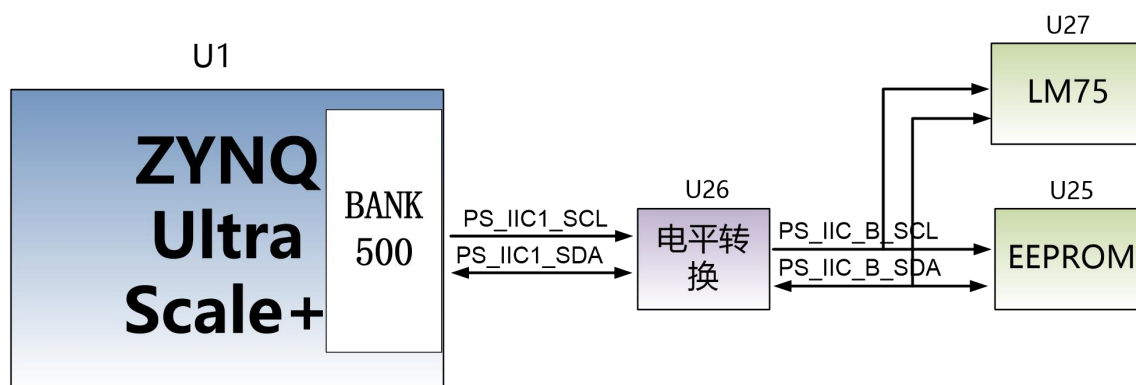 U1
ZYNQ
Ultra
Scale+
BANK
500
PS_IIC1_SCL
PS_IIC1_SDA
U26
电平转
换
PS_IIC_B_SCL
PS_IIC_B_SDA
U27
LM75
U25
EEPROM